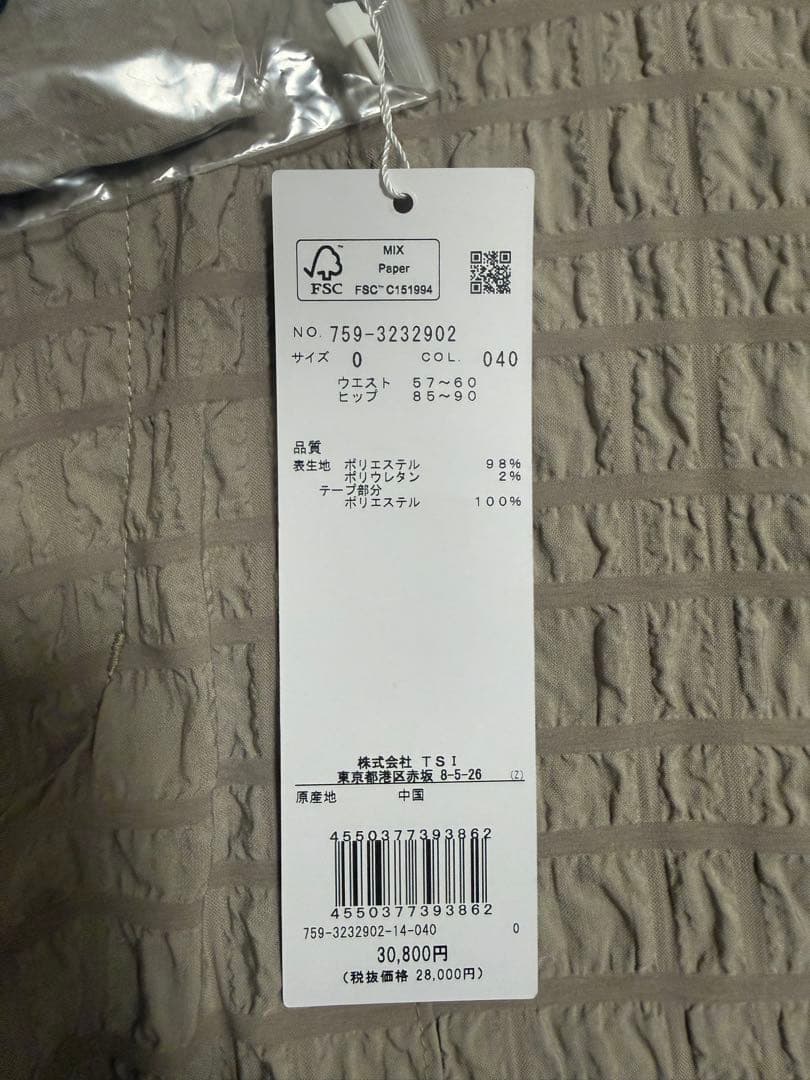 MIX
Paper
FSC™ C151994
FSC
NO. 759-3232902
サイズ 0 COL. 040
ウエスト 57～60
ヒップ 85～90
品質
表生地 ポリエステル 98%
ポリウレタン 2%
テープ部分
ポリエステル 100%
株式会社 TSI
東京都港区赤坂 8-5-26 (Z)
原産地 中国
4550377393862
4550377393862
759-3232902-14-040 0
30,800円
(税抜価格 28,000円)